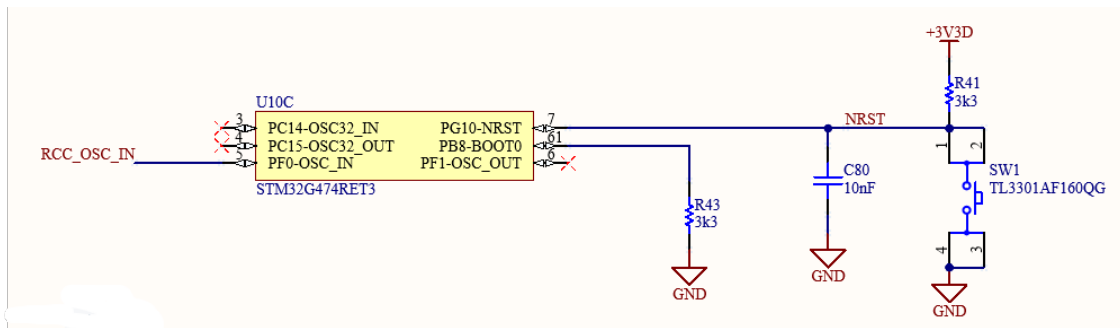 +3V3D
R41
3k3
U10C
3
4
5
PC14-OSC32_IN
PC15-OSC32_OUT
PF0-OSC_IN
PG10-NRST
PB8-BOOT0
PF1-OSC_OUT
7
61
6
NRST
RCC_OSC_IN
STM32G474RET3
1
2
C80
10nF
SW1
TL3301AF160QG
R43
3k3
4
3
GND
GND
GND